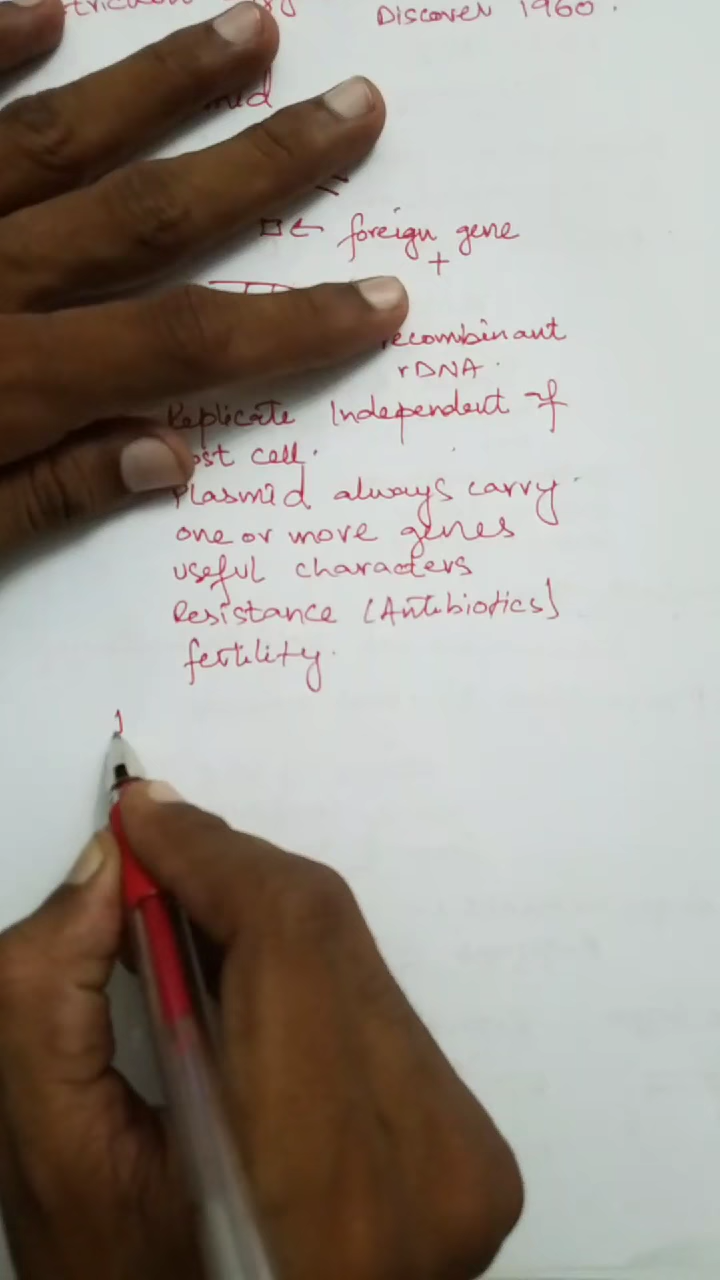 Discover 1960.
foreign gene
+
recombinant
rDNA.
Replicate Independent of
ost cell.
Plasmid always carry
one or more genes
useful characters
Resistance (Antibiotics)
fertility.